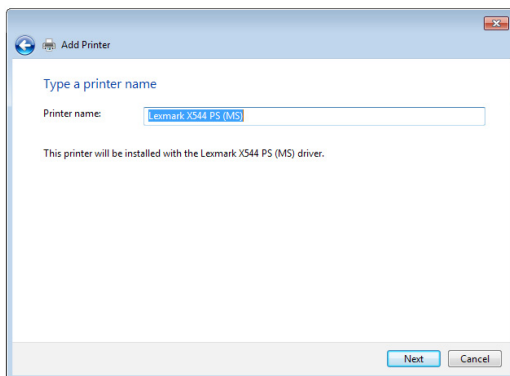 Add Printer
Type a printer name
Printer name: Lexmark X544 PS (MS)
This printer will be installed with the Lexmark X544 PS (MS) driver.
Next Cancel